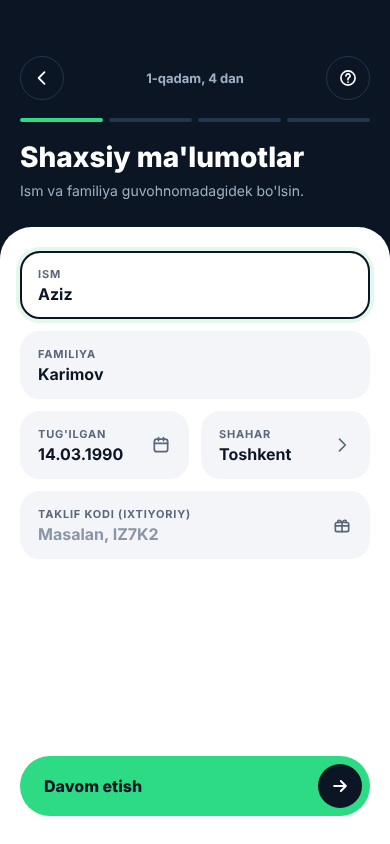 1-qadam, 4 dan
Shaxsiy ma'lumotlar
Ism va familiya guvohnomadagidek bo'lsin.
ISM
Aziz
FAMILIYA
Karimov
TUG'ILGAN
14.03.1990
SHAHAR
Toshkent
TAKLIF KODI (IXTIYORIY)
Masalan, IZ7K2
Davom etish